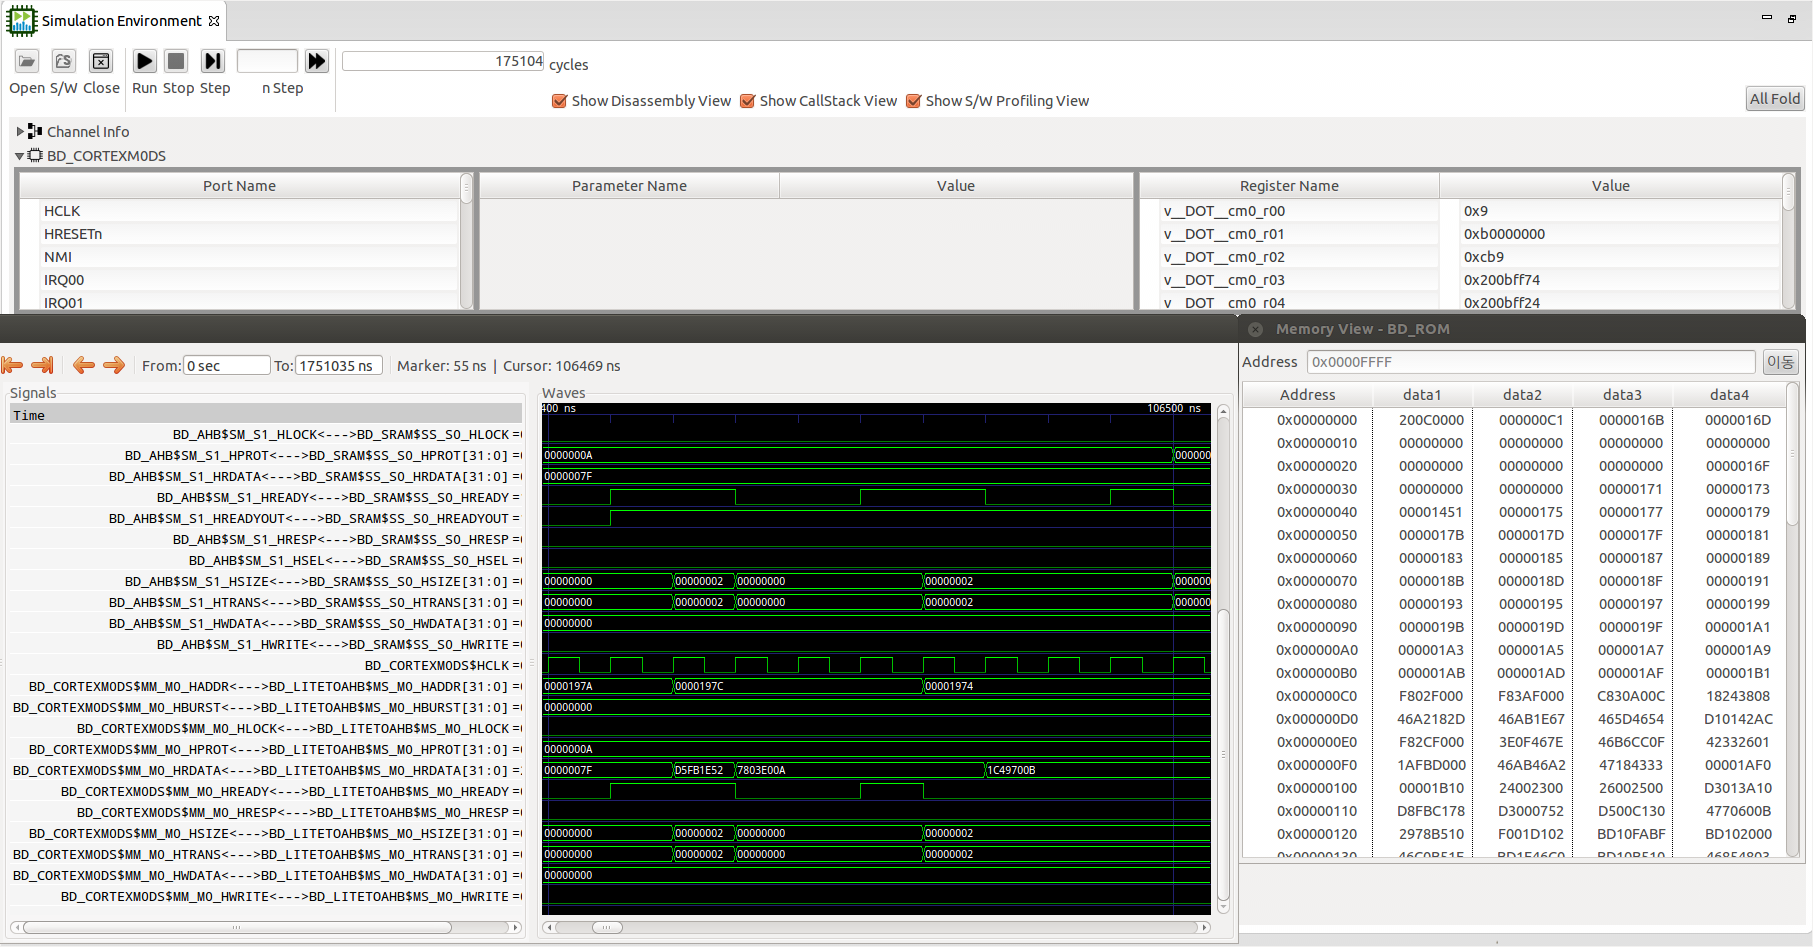 Simulation Environment
175104 cycles
Open S/W Close Run Stop Step n Step
Show Disassembly View Show CallStack View Show S/W Profiling View
All Fold
Channel Info
BD_CORTEXM0DS
Port Name Parameter Name Value Register Name Value
HCLK v__DOT__cm0_r00 0x9
HRESETn v__DOT__cm0_r01 0xb0000000
NMI v__DOT__cm0_r02 0xcb9
IRQ00 v__DOT__cm0_r03 0x200bff74
IRQ01 v__DOT__cm0_r04 0x200bff24
From: 0 sec To: 1751035 ns Marker: 55 ns | Cursor: 106469 ns
Signals
Time
BD_AHB$SM_S1_HLOCK<--->BD_SRAM$SS_S0_HLOCK =
BD_AHB$SM_S1_HPROT<--->BD_SRAM$SS_S0_HPROT[31:0] =
BD_AHB$SM_S1_HRDATA<--->BD_SRAM$SS_S0_HRDATA[31:0] =
BD_AHB$SM_S1_HREADY<--->BD_SRAM$SS_S0_HREADY =
BD_AHB$SM_S1_HREADYOUT<--->BD_SRAM$SS_S0_HREADYOUT =
BD_AHB$SM_S1_HRESP<--->BD_SRAM$SS_S0_HRESP =
BD_AHB$SM_S1_HSEL<--->BD_SRAM$SS_S0_HSEL =
BD_AHB$SM_S1_HSIZE<--->BD_SRAM$SS_S0_HSIZE[31:0] =
BD_AHB$SM_S1_HTRANS<--->BD_SRAM$SS_S0_HTRANS[31:0] =
BD_AHB$SM_S1_HWDATA<--->BD_SRAM$SS_S0_HWDATA[31:0] =
BD_AHB$SM_S1_HWRITE<--->BD_SRAM$SS_S0_HWRITE =
BD_CORTEXM0DS$HCLK =
BD_CORTEXM0DS$MM_M0_HADDR<--->BD_LITETOAHB$MS_M0_HADDR[31:0] =
BD_CORTEXM0DS$MM_M0_HBURST<--->BD_LITETOAHB$MS_M0_HBURST[31:0] =
BD_CORTEXM0DS$MM_M0_HLOCK<--->BD_LITETOAHB$MS_M0_HLOCK =
BD_CORTEXM0DS$MM_M0_HPROT<--->BD_LITETOAHB$MS_M0_HPROT[31:0] =
BD_CORTEXM0DS$MM_M0_HRDATA<--->BD_LITETOAHB$MS_M0_HRDATA[31:0] =
BD_CORTEXM0DS$MM_M0_HREADY<--->BD_LITETOAHB$MS_M0_HREADY =
BD_CORTEXM0DS$MM_M0_HRESP<--->BD_LITETOAHB$MS_M0_HRESP =
BD_CORTEXM0DS$MM_M0_HSIZE<--->BD_LITETOAHB$MS_M0_HSIZE[31:0] =
BD_CORTEXM0DS$MM_M0_HTRANS<--->BD_LITETOAHB$MS_M0_HTRANS[31:0] =
BD_CORTEXM0DS$MM_M0_HWDATA<--->BD_LITETOAHB$MS_M0_HWDATA[31:0] =
BD_CORTEXM0DS$MM_M0_HWRITE<--->BD_LITETOAHB$MS_M0_HWRITE =
Waves
400 ns 106500 ns
0000000A 000000
0000007F
00000000 00000002 00000000 00000002 000000
00000000 00000002 00000000 00000002 000000
00000000
0000197A 0000197C 00001974
00000000
0000000A
0000007F D5FB1E52 7803E00A 1C49700B
00000000 00000002 00000000 00000002
00000000 00000002 00000000 00000002
00000000
Memory View - BD_ROM
Address 0x0000FFFF 이동
Address data1 data2 data3 data4
0x00000000 200C0000 000000C1 0000016B 0000016D
0x00000010 00000000 00000000 00000000 00000000
0x00000020 00000000 00000000 00000000 0000016F
0x00000030 00000000 00000000 00000171 00000173
0x00000040 00001451 00000175 00000177 00000179
0x00000050 0000017B 0000017D 0000017F 00000181
0x00000060 00000183 00000185 00000187 00000189
0x00000070 0000018B 0000018D 0000018F 00000191
0x00000080 00000193 00000195 00000197 00000199
0x00000090 0000019B 0000019D 0000019F 000001A1
0x000000A0 000001A3 000001A5 000001A7 000001A9
0x000000B0 000001AB 000001AD 000001AF 000001B1
0x000000C0 F802F000 F83AF000 C830A00C 18243808
0x000000D0 46A2182D 46AB1E67 465D4654 D10142AC
0x000000E0 F82CF000 3E0F467E 46B6CC0F 42332601
0x000000F0 1AFBD000 46AB46A2 47184333 00001AF0
0x00000100 00001B10 24002300 26002500 D3013A10
0x00000110 D8FBC178 D3000752 D500C130 4770600B
0x00000120 2978B510 F001D102 BD10FABF BD102000
0x00000130 46C0B51F BD1F46C0 BD10B510 46854803